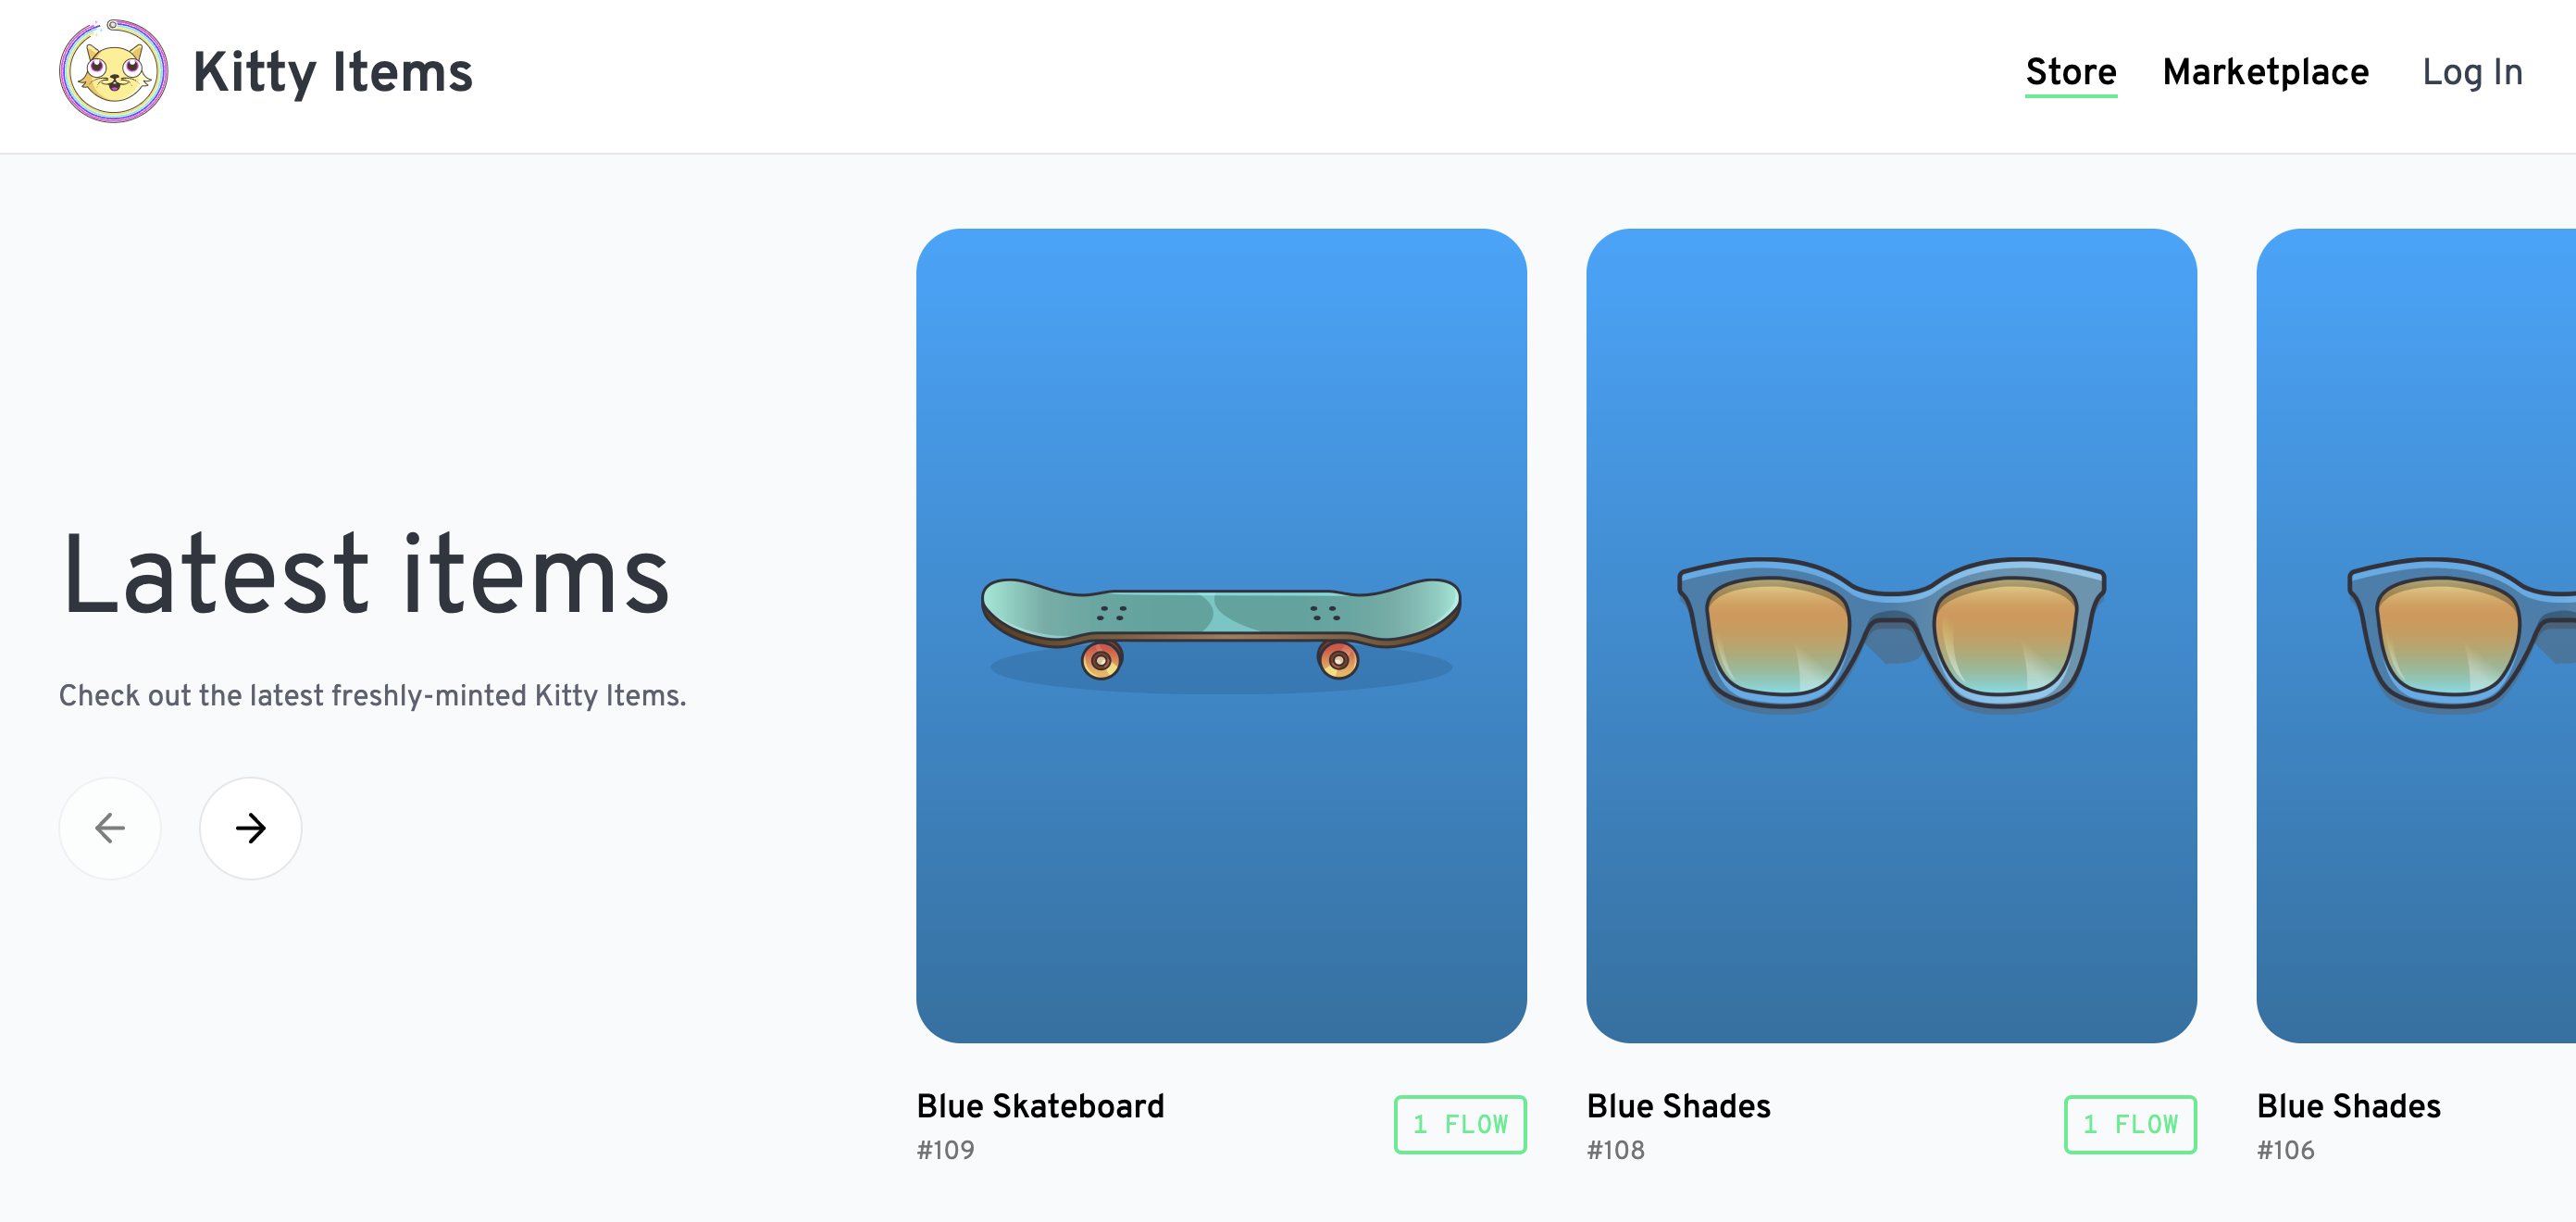 Kitty Items
Store
Marketplace
Log In
Latest items
Check out the latest freshly-minted Kitty Items.
Blue Skateboard
#109
1 FLOW
Blue Shades
#108
1 FLOW
Blue Shades
#106